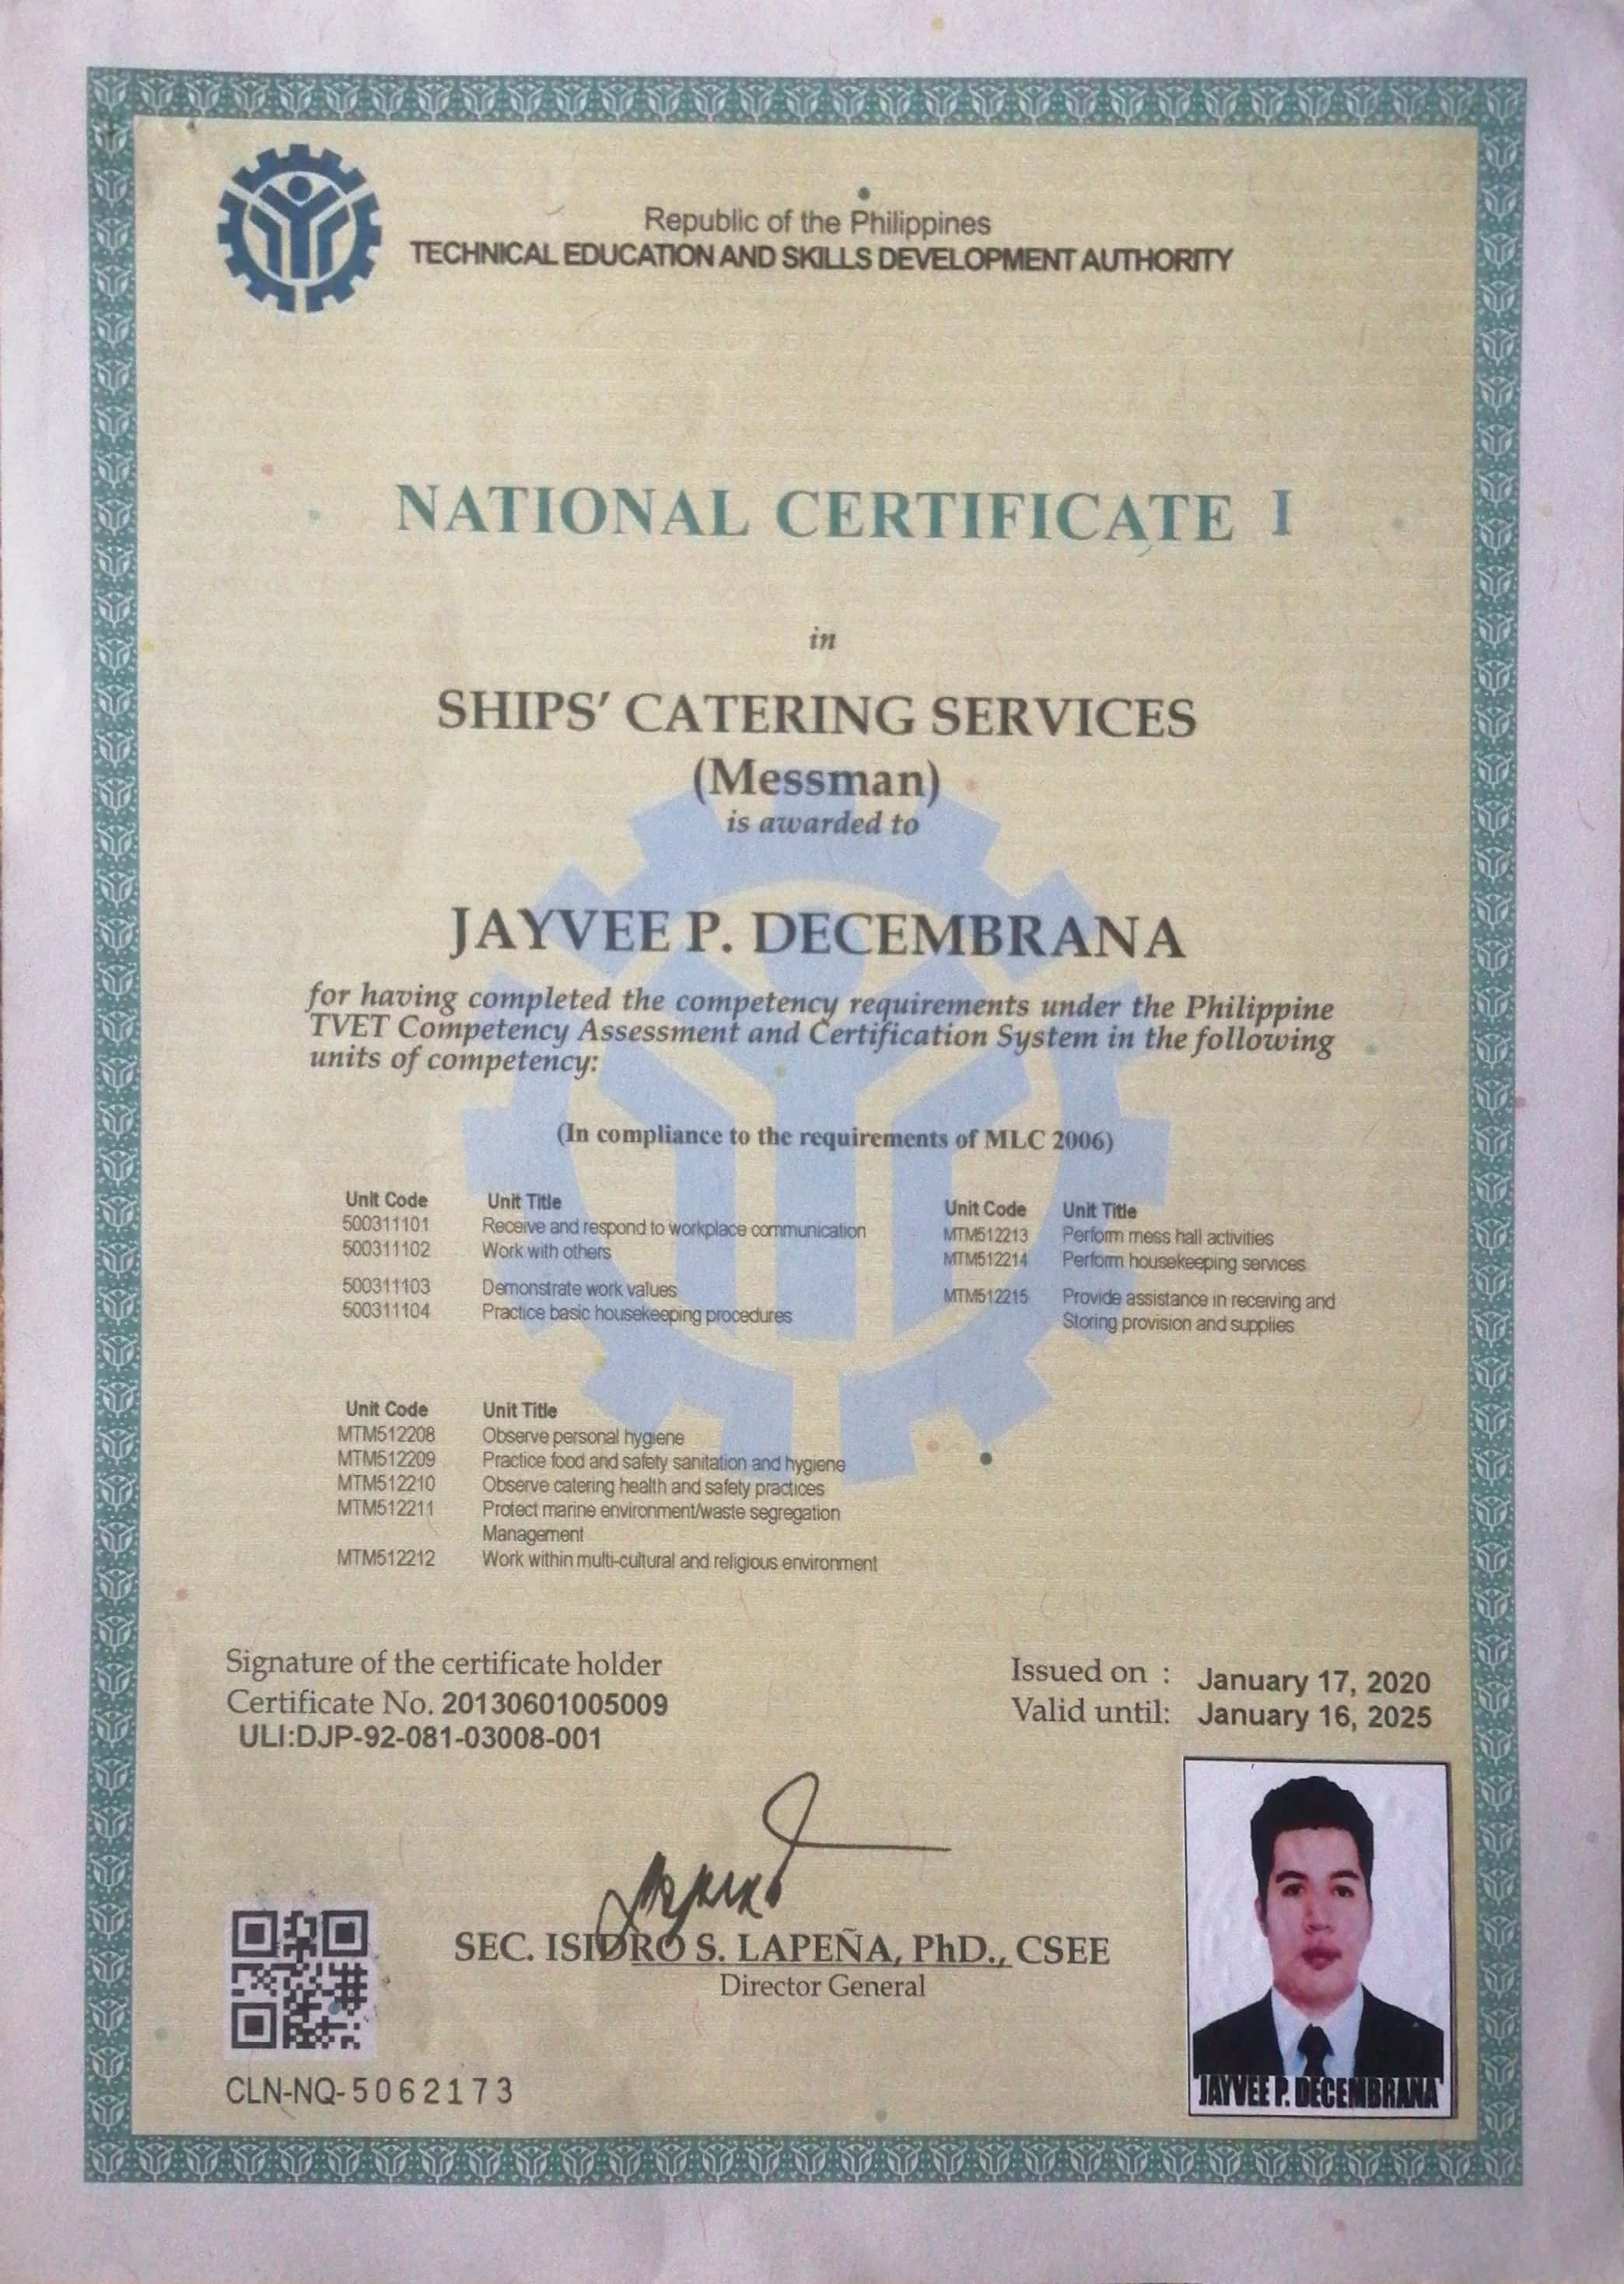 Republic of the Philippines
TECHNICAL EDUCATION AND SKILLS DEVELOPMENT AUTHORITY
NATIONAL CERTIFICATE I
in
SHIPS' CATERING SERVICES
(Messman)
is awarded to
JAYVEE P. DECEMBRANA
for having completed the competency requirements under the Philippine
TVET Competency Assessment and Certification System in the following
units of competency:
(In compliance to the requirements of MLC 2006)
Unit Code Unit Title
500311101 Receive and respond to workplace communication
500311102 Work with others
500311103 Demonstrate work values
500311104 Practice basic housekeeping procedures
Unit Code Unit Title
MTM512213 Perform mess hall activities
MTM512214 Perform housekeeping services
MTM512215 Provide assistance in receiving and
Storing provision and supplies
Unit Code Unit Title
MTM512208 Observe personal hygiene
MTM512209 Practice food and safety sanitation and hygiene
MTM512210 Observe catering health and safety practices
MTM512211 Protect marine environment/waste segregation
Management
MTM512212 Work within multi-cultural and religious environment
Signature of the certificate holder
Certificate No. 20130601005009
ULI:DJP-92-081-03008-001
Issued on : January 17, 2020
Valid until: January 16, 2025
SEC. ISIDRO S. LAPEÑA, PhD., CSEE
Director General
CLN-NQ-5062173
JAYVEE P. DECEMBRANA